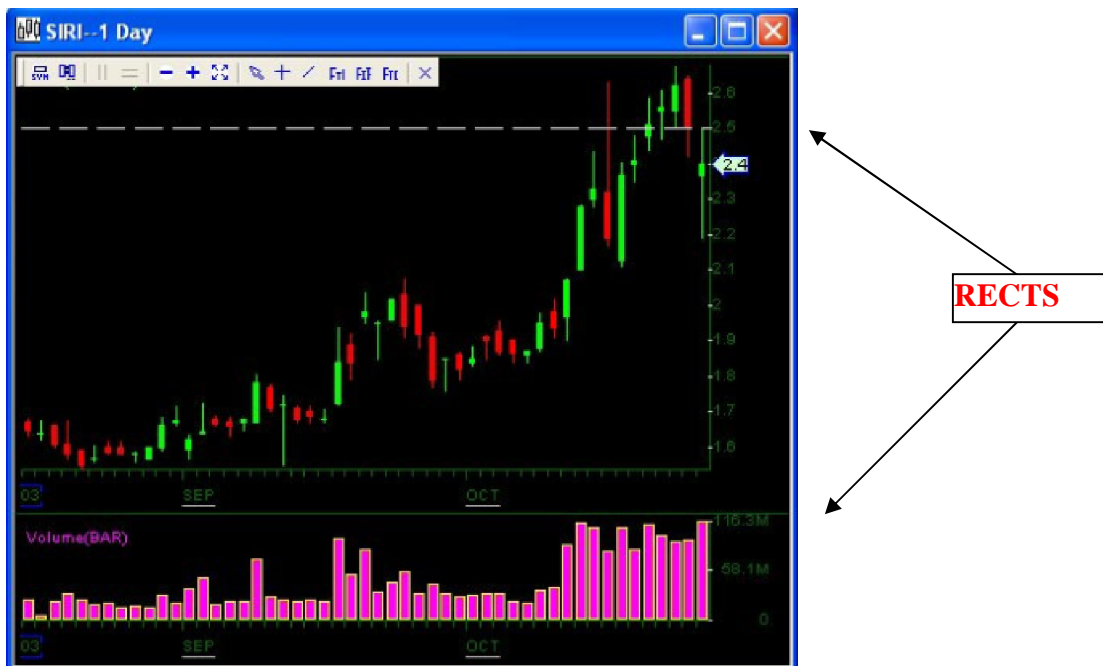 SIRI--1 Day
SYM
2.6
2.5
2.4
2.3
2.2
2.1
2
1.9
1.8
1.7
1.6
03
SEP
OCT
RECTS
Volume(BAR)
116.3M
58.1M
0
03
SEP
OCT